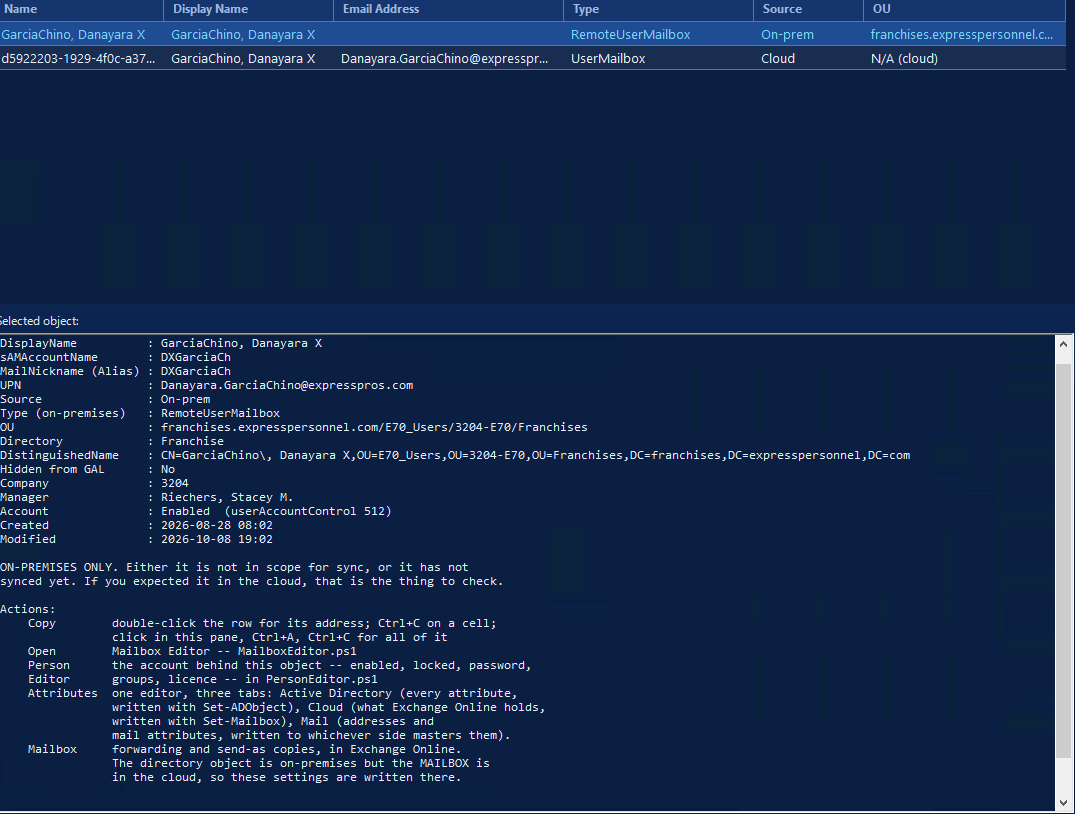 Name Display Name Email Address Type Source OU
GarciaChino, Danayara X GarciaChino, Danayara X RemoteUserMailbox On-prem franchises.expresspersonnel.c...
d5922203-1929-4f0c-a37... GarciaChino, Danayara X Danayara.GarciaChino@expresspr... UserMailbox Cloud N/A (cloud)
Selected object:
DisplayName : GarciaChino, Danayara X
sAMAccountName : DXGarciaCh
MailNickname (Alias) : DXGarciaCh
UPN : Danayara.GarciaChino@expresspros.com
Source : On-prem
Type (on-premises) : RemoteUserMailbox
OU : franchises.expresspersonnel.com/E70_Users/3204-E70/Franchises
Directory : Franchise
DistinguishedName : CN=GarciaChino\, Danayara X,OU=E70_Users,OU=3204-E70,OU=Franchises,DC=franchises,DC=expresspersonnel,DC=com
Hidden from GAL : No
Company : 3204
Manager : Riechers, Stacey M.
Account : Enabled (userAccountControl 512)
Created : 2026-08-28 08:02
Modified : 2026-10-08 19:02
ON-PREMISES ONLY. Either it is not in scope for sync, or it has not
synced yet. If you expected it in the cloud, that is the thing to check.
Actions:
Copy double-click the row for its address; Ctrl+C on a cell;
click in this pane, Ctrl+A, Ctrl+C for all of it
Open Mailbox Editor -- MailboxEditor.ps1
Person the account behind this object -- enabled, locked, password,
Editor groups, licence -- in PersonEditor.ps1
Attributes one editor, three tabs: Active Directory (every attribute,
written with Set-ADObject), Cloud (what Exchange Online holds,
written with Set-Mailbox), Mail (addresses and
mail attributes, written to whichever side masters them).
Mailbox forwarding and send-as copies, in Exchange Online.
The directory object is on-premises but the MAILBOX is
in the cloud, so these settings are written there.